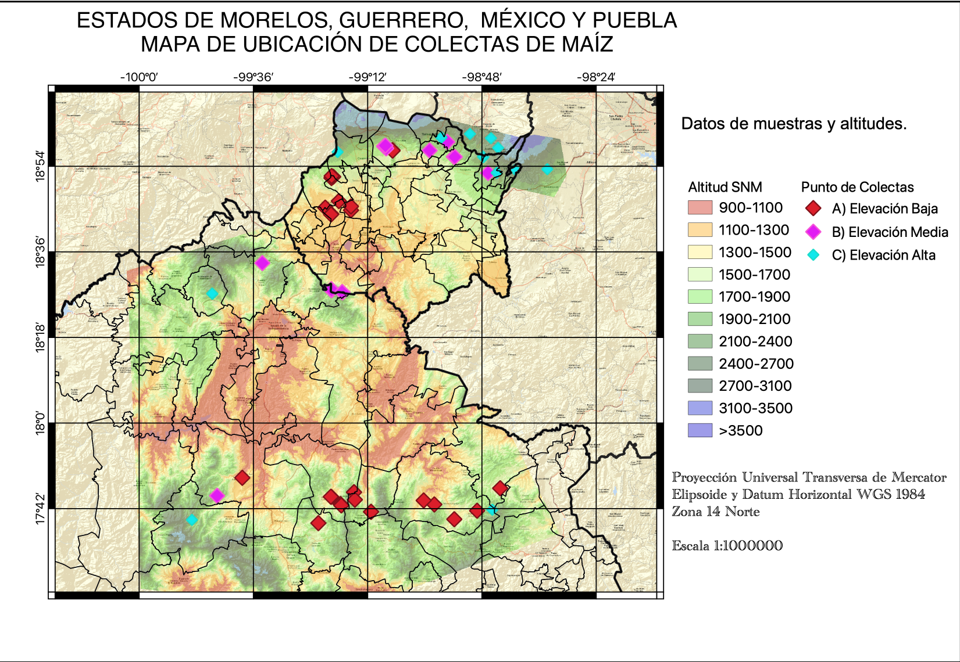 ESTADOS DE MORELOS, GUERRERO, MÉXICO Y PUEBLA
MAPA DE UBICACIÓN DE COLECTAS DE MAÍZ
-100°0' -99°36' -99°12' -98°48' -98°24'
18°54'
18°36'
18°18'
18°0'
17°42'
Datos de muestras y altitudes.
Altitud SNM
900-1100
1100-1300
1300-1500
1500-1700
1700-1900
1900-2100
2100-2400
2400-2700
2700-3100
3100-3500
>3500
Punto de Colectas
A) Elevación Baja
B) Elevación Media
C) Elevación Alta
Proyección Universal Transversa de Mercator
Elipsoide y Datum Horizontal WGS 1984
Zona 14 Norte
Escala 1:1000000